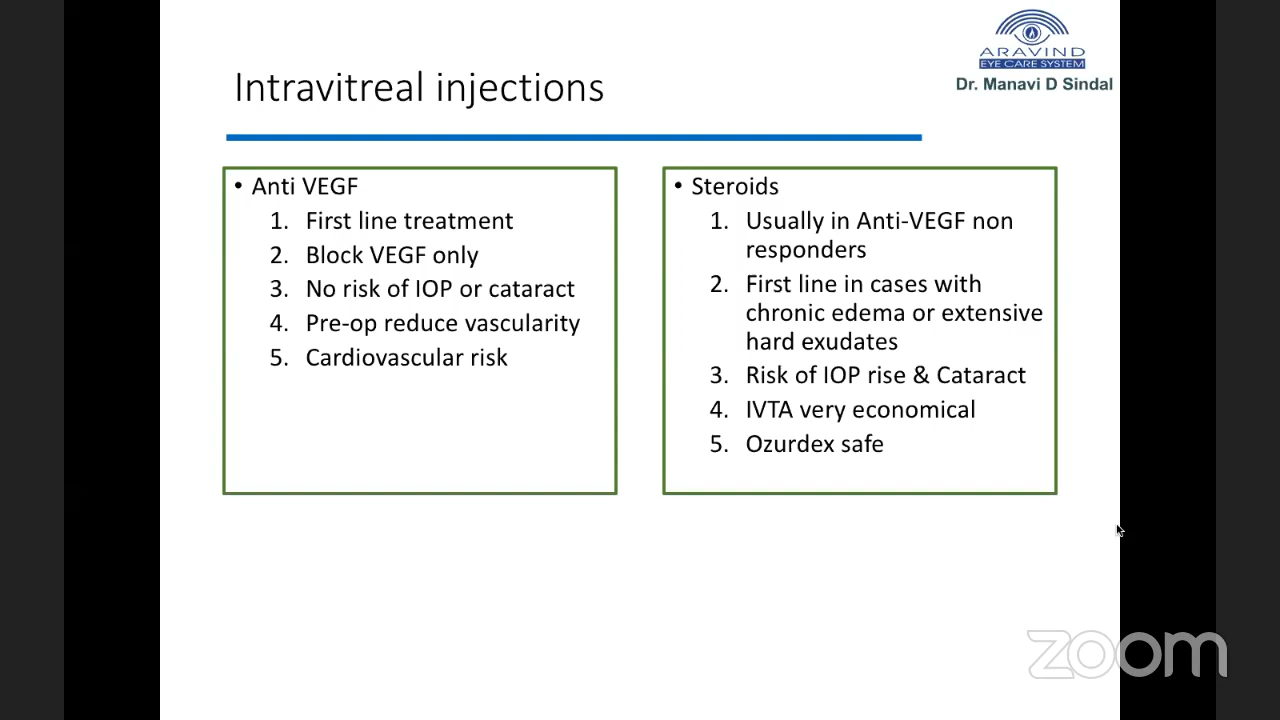 ARAVIND
EYE CARE SYSTEM
Dr. Manavi D Sindal
Intravitreal injections
• Anti VEGF
1. First line treatment
2. Block VEGF only
3. No risk of IOP or cataract
4. Pre-op reduce vascularity
5. Cardiovascular risk
• Steroids
1. Usually in Anti-VEGF non
responders
2. First line in cases with
chronic edema or extensive
hard exudates
3. Risk of IOP rise & Cataract
4. IVTA very economical
5. Ozurdex safe
zoom